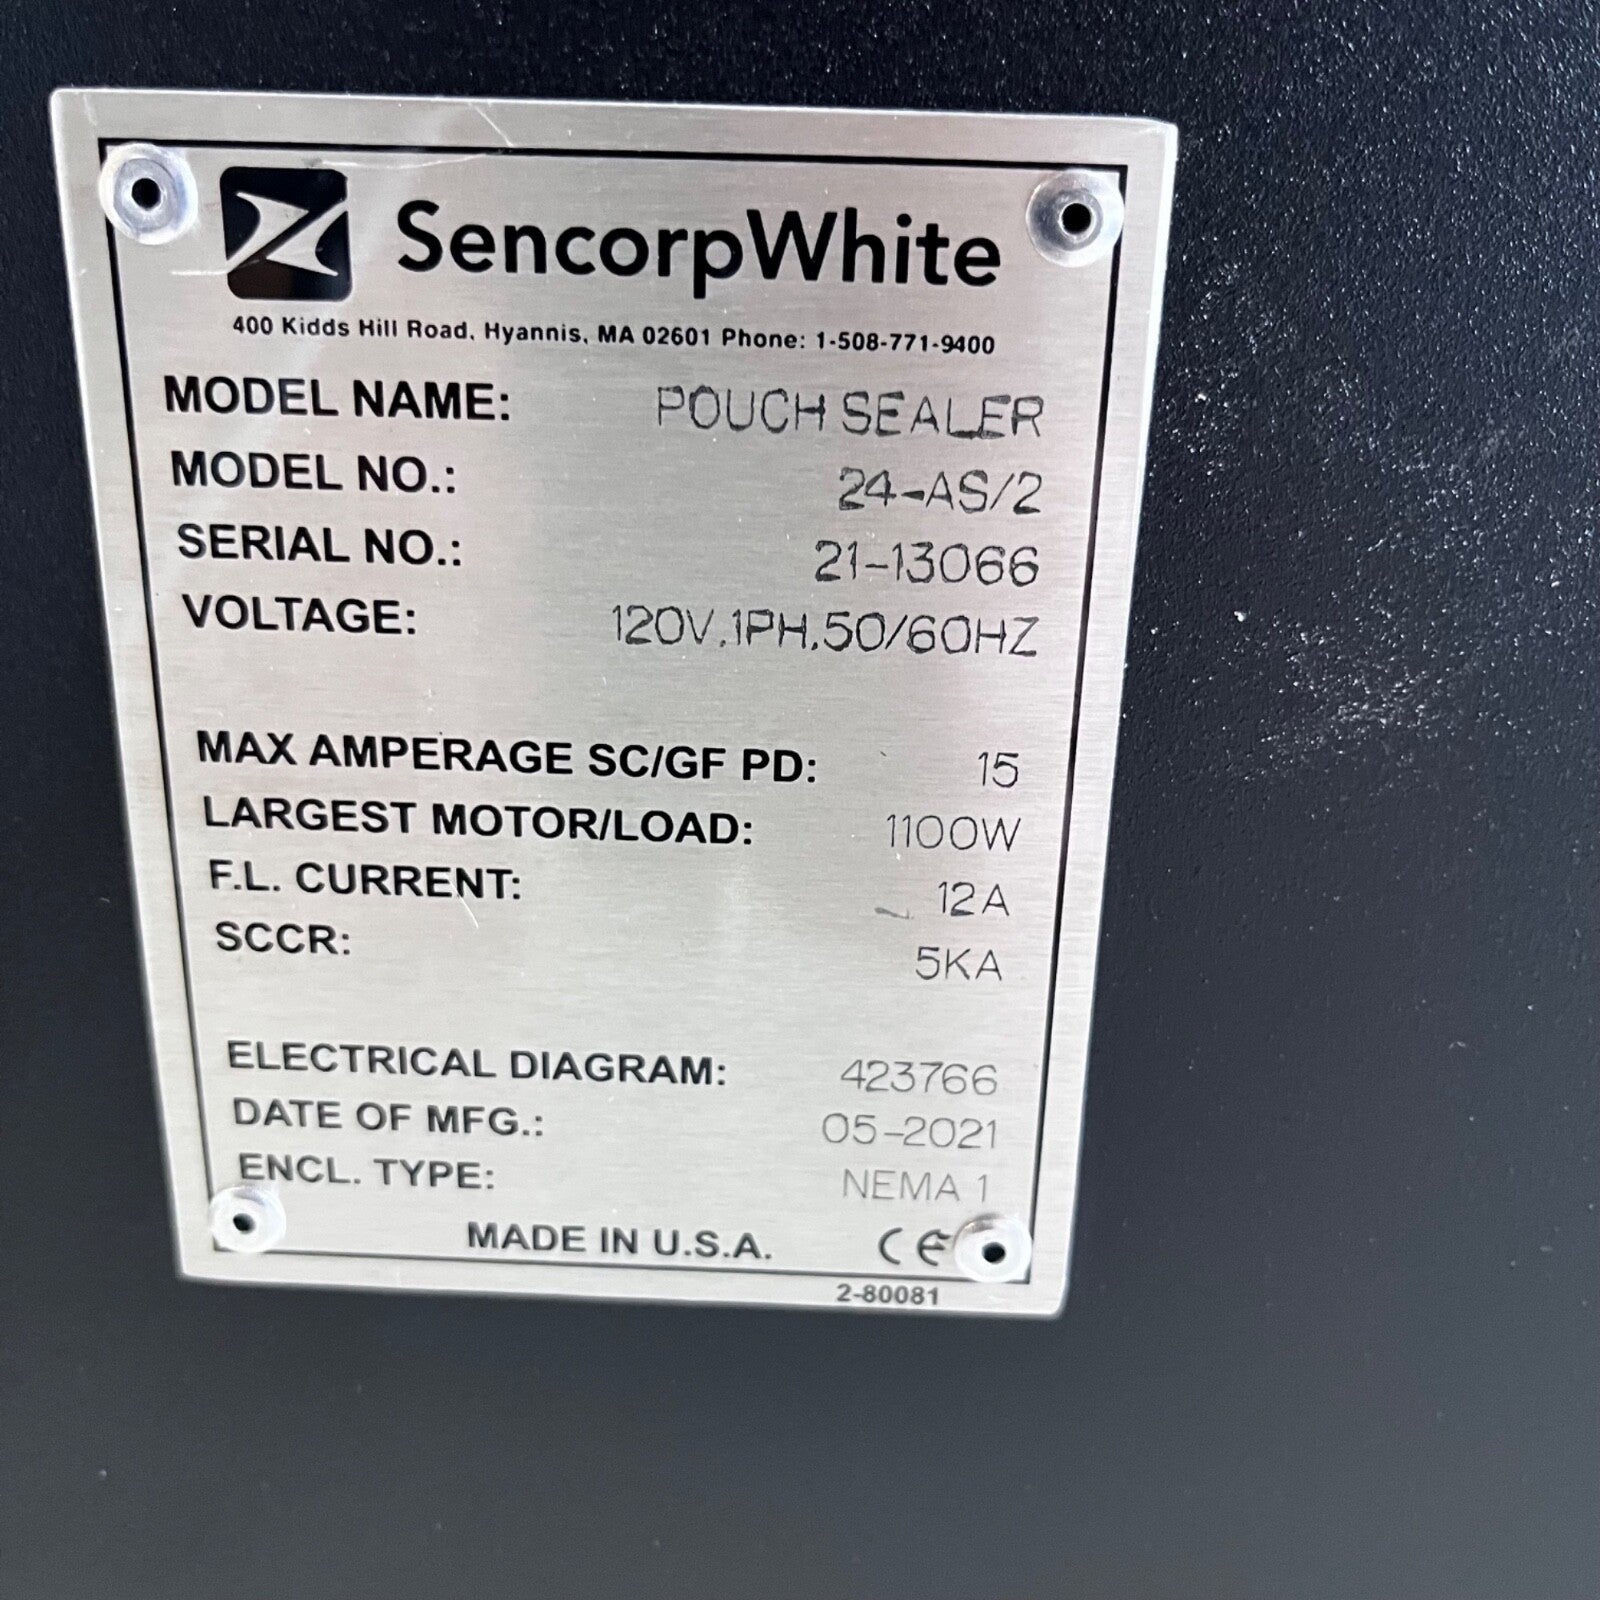 SencorpWhite
400 Kidds Hill Road, Hyannis, MA 02601 Phone: 1-508-771-9400
MODEL NAME: POUCH SEALER
MODEL NO.: 24-AS/2
SERIAL NO.: 21-13066
VOLTAGE: 120V,1PH,50/60HZ
MAX AMPERAGE SC/GF PD: 15
LARGEST MOTOR/LOAD: 1100W
F.L. CURRENT: 12A
SCCR: 5KA
ELECTRICAL DIAGRAM: 423766
DATE OF MFG.: 05-2021
ENCL. TYPE: NEMA 1
MADE IN U.S.A. CE
2-80081